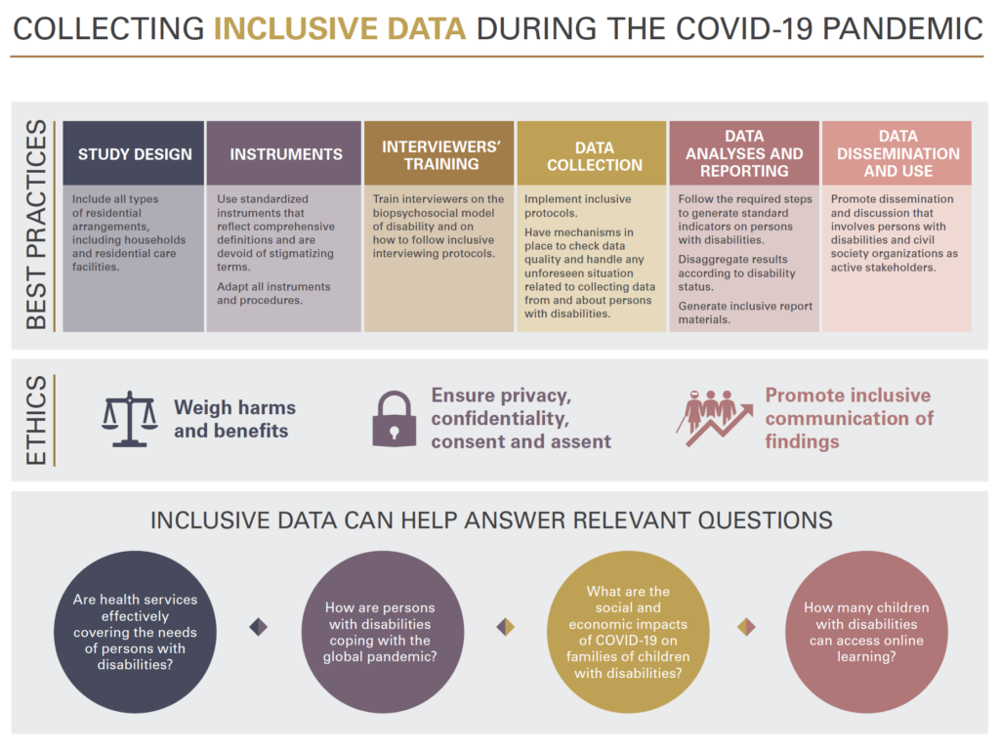 COLLECTING INCLUSIVE DATA DURING THE COVID-19 PANDEMIC
BEST PRACTICES
STUDY DESIGN
Include all types
of residential
arrangements,
including households
and residential care
facilities.
INSTRUMENTS
Use standardized
instruments that
reflect comprehensive
definitions and are
devoid of stigmatizing
terms.
Adapt all instruments
and procedures.
INTERVIEWERS’
TRAINING
Train interviewers on the
biopsychosocial model
of disability and on
how to follow inclusive
interviewing protocols.
DATA
COLLECTION
Implement inclusive
protocols.
Have mechanisms in
place to check data
quality and handle any
unforeseen situation
related to collecting data
from and about persons
with disabilities.
DATA
ANALYSES AND
REPORTING
Follow the required steps
to generate standard
indicators on persons
with disabilities.
Disaggregate results
according to disability
status.
Generate inclusive report
materials.
DATA
DISSEMINATION
AND USE
Promote dissemination
and discussion that
involves persons with
disabilities and civil
society organizations as
active stakeholders.
ETHICS
Weigh harms
and benefits
Ensure privacy,
confidentiality,
consent and assent
Promote inclusive
communication of
findings
INCLUSIVE DATA CAN HELP ANSWER RELEVANT QUESTIONS
Are health services
effectively
covering the needs
of persons with
disabilities?
How are persons
with disabilities
coping with the
global pandemic?
What are the
social and
economic impacts
of COVID-19 on
families of children
with disabilities?
How many children
with disabilities
can access online
learning?